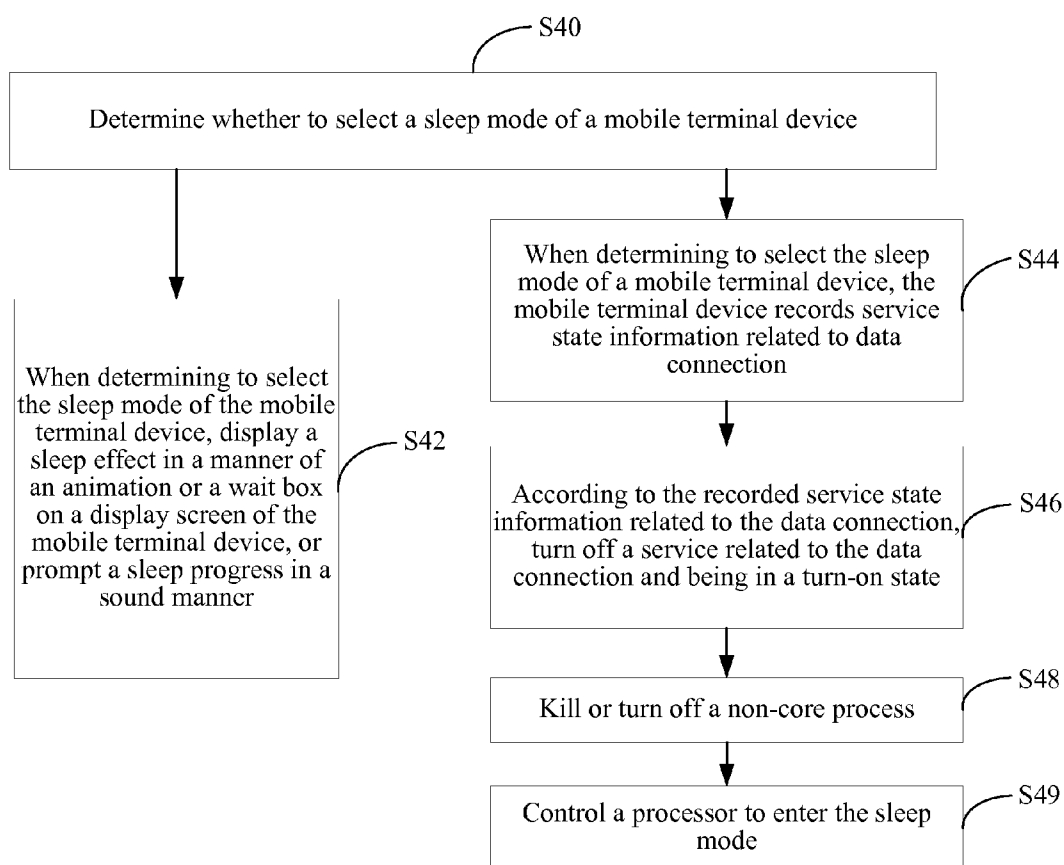 S40
Determine whether to select a sleep mode of a mobile terminal device
When determining to select the sleep
mode of a mobile terminal device, the
mobile terminal device records service
state information related to data
connection
S44
When determining to select
the sleep mode of the mobile
terminal device, display a
sleep effect in a manner of
an animation or a wait box
on a display screen of the
mobile terminal device, or
prompt a sleep progress in a
sound manner
S42
According to the recorded service state
information related to the data connection,
turn off a service related to the data
connection and being in a turn-on state
S46
Kill or turn off a non-core process
S48
Control a processor to enter the sleep
mode
S49